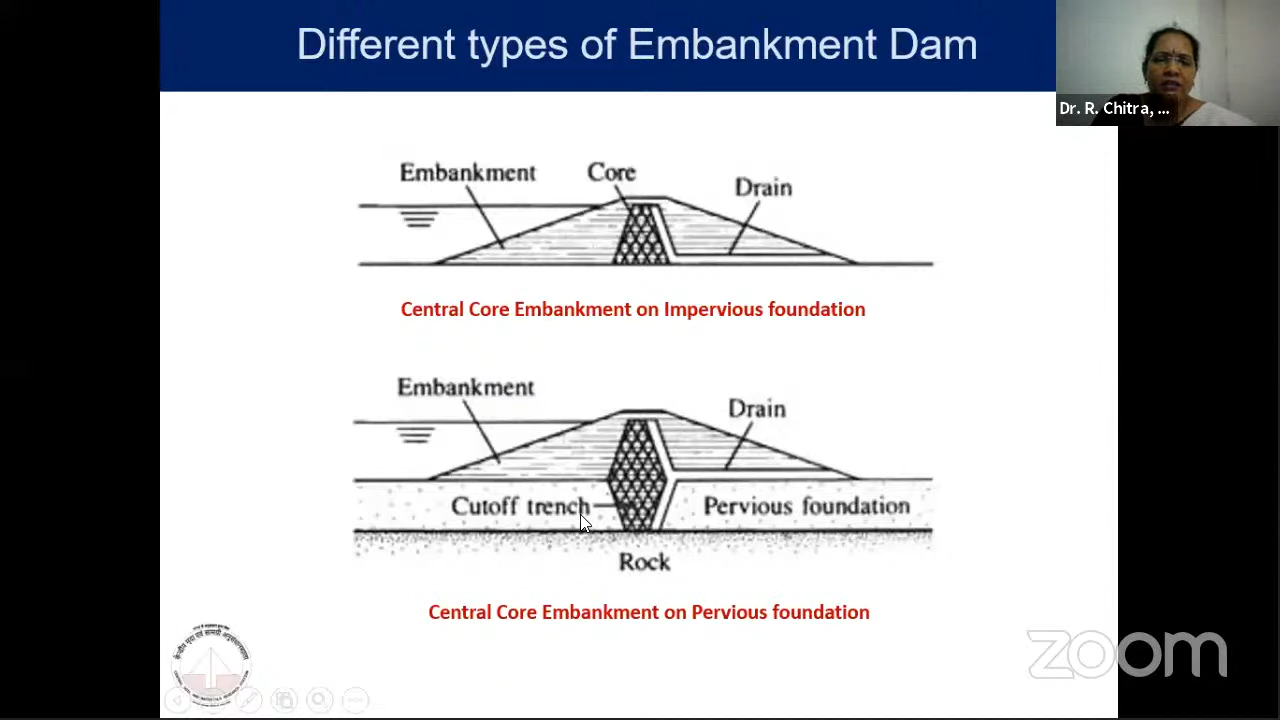 Different types of Embankment Dam
Dr. R. Chitra, ...
Embankment
Core
Drain
Central Core Embankment on Impervious foundation
Embankment
Drain
Cutoff trench
Pervious foundation
Rock
Central Core Embankment on Pervious foundation
zoom